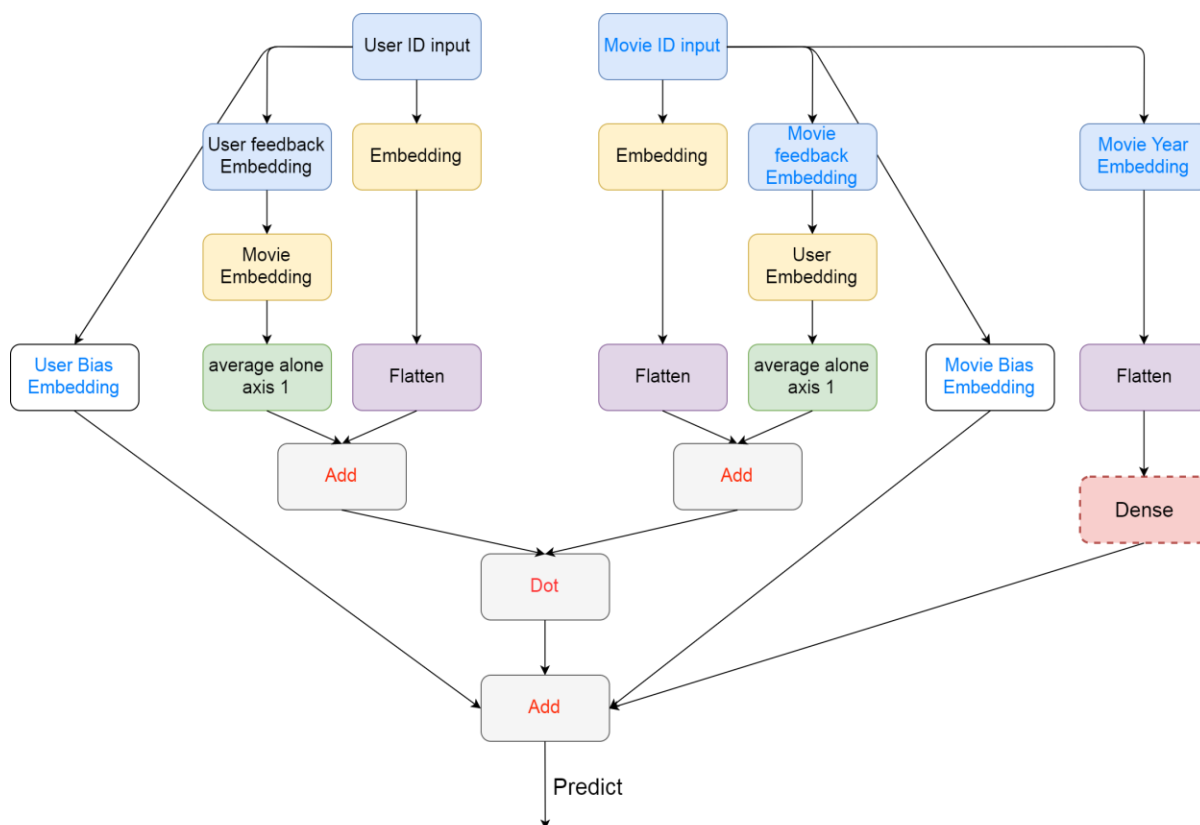 User ID input
Movie ID input
User feedback
Embedding
Embedding
Embedding
Movie
feedback
Embedding
Movie Year
Embedding
Movie
Embedding
User
Embedding
User Bias
Embedding
average alone
axis 1
Flatten
Flatten
average alone
axis 1
Movie Bias
Embedding
Flatten
Add
Add
Dense
Dot
Add
Predict